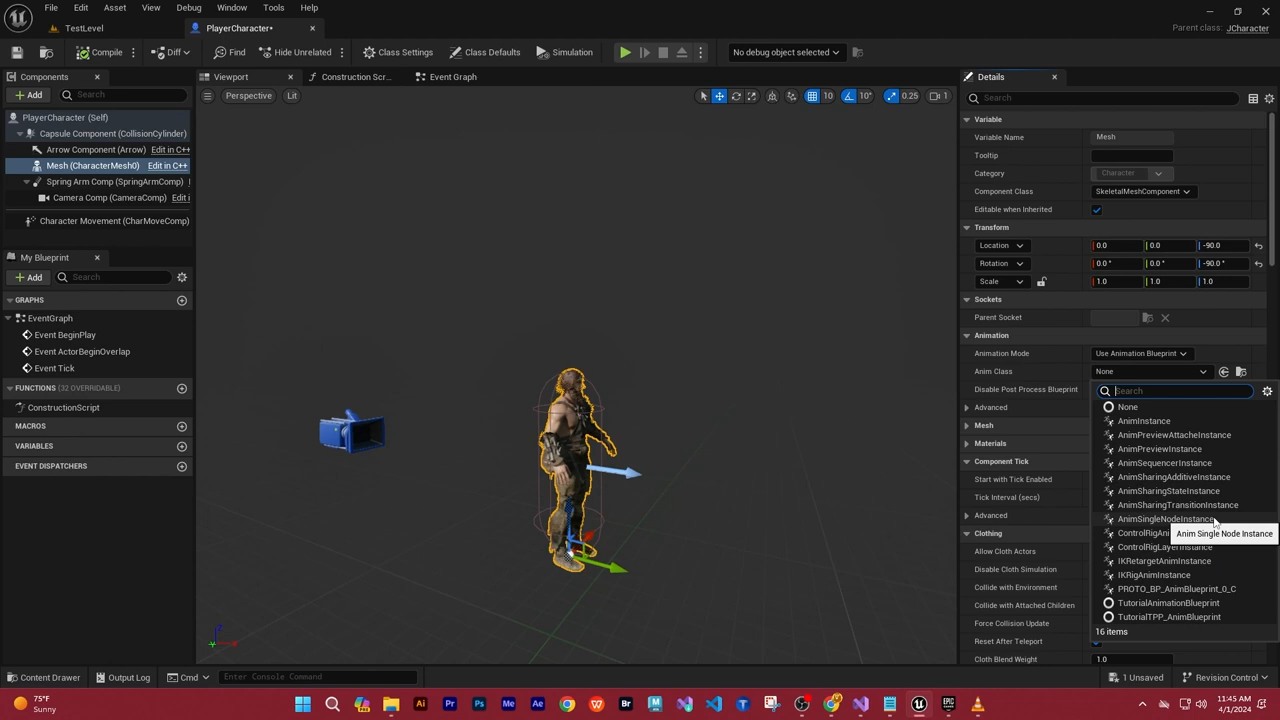 File Edit Asset View Debug Window Tools Help
TestLevel
PlayerCharacter*
Parent class: JCharacter
Compile
Diff
Find
Hide Unrelated
Class Settings
Class Defaults
Simulation
No debug object selected
Components
Add
Search
PlayerCharacter (Self)
Capsule Component (CollisionCylinder)
Arrow Component (Arrow) Edit in C++
Mesh (CharacterMesh0) Edit in C++
Spring Arm Comp (SpringArmComp)
Camera Comp (CameraComp) Edit i
Character Movement (CharMoveComp)
My Blueprint
Add
Search
GRAPHS
EventGraph
Event BeginPlay
Event ActorBeginOverlap
Event Tick
FUNCTIONS (32 OVERRIDABLE)
ConstructionScript
MACROS
VARIABLES
EVENT DISPATCHERS
Viewport
Construction Scr...
Event Graph
Perspective
Lit
10
10°
0.25
1
Details
Search
Variable
Variable Name Mesh
Tooltip
Category Character
Component Class SkeletalMeshComponent
Editable when Inherited
Transform
Location 0.0 0.0 -90.0
Rotation 0.0 ° 0.0 ° -90.0 °
Scale 1.0 1.0 1.0
Sockets
Parent Socket
Animation
Animation Mode Use Animation Blueprint
Anim Class None
Disable Post Process Blueprint
Advanced
Mesh
Materials
Component Tick
Start with Tick Enabled
Tick Interval (secs)
Advanced
Clothing
Allow Cloth Actors
Disable Cloth Simulation
Collide with Environment
Collide with Attached Children
Force Collision Update
Reset After Teleport
Cloth Blend Weight 1.0
Search
None
AnimInstance
AnimPreviewAttacheInstance
AnimPreviewInstance
AnimSequencerInstance
AnimSharingAdditiveInstance
AnimSharingStateInstance
AnimSharingTransitionInstance
AnimSingleNodeInstance
ControlRigAni
Anim Single Node Instance
ControlRigLayerInstance
IKRetargetAnimInstance
IKRigAnimInstance
PROTO_BP_AnimBlueprint_0_C
TutorialAnimationBlueprint
TutorialTPP_AnimBlueprint
16 items
Content Drawer
Output Log
Cmd
Enter Console Command
1 Unsaved
Revision Control
75°F
Sunny
Ai
Pr
Ps
Ae
Me
Br
11:45 AM
4/1/2024